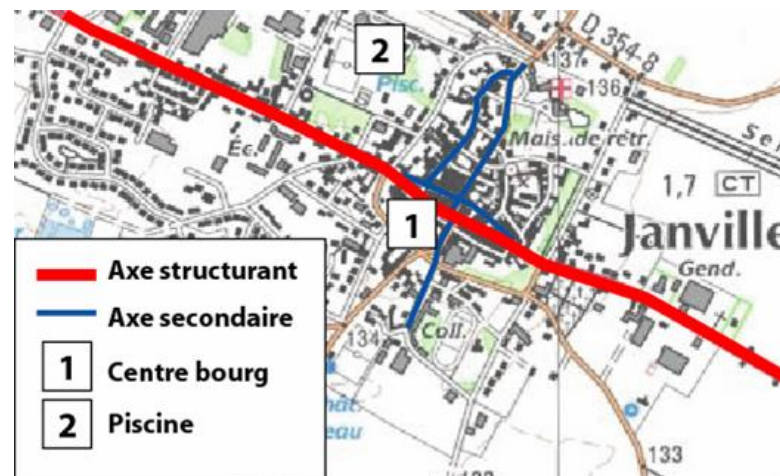 D 354-8
2
137
136
Pisc.
Mais. de retr.
Éc.
1,7 CT
1
Janville
Gend.
Coll.
134
133
Axe structurant
Axe secondaire
1 Centre bourg
2 Piscine